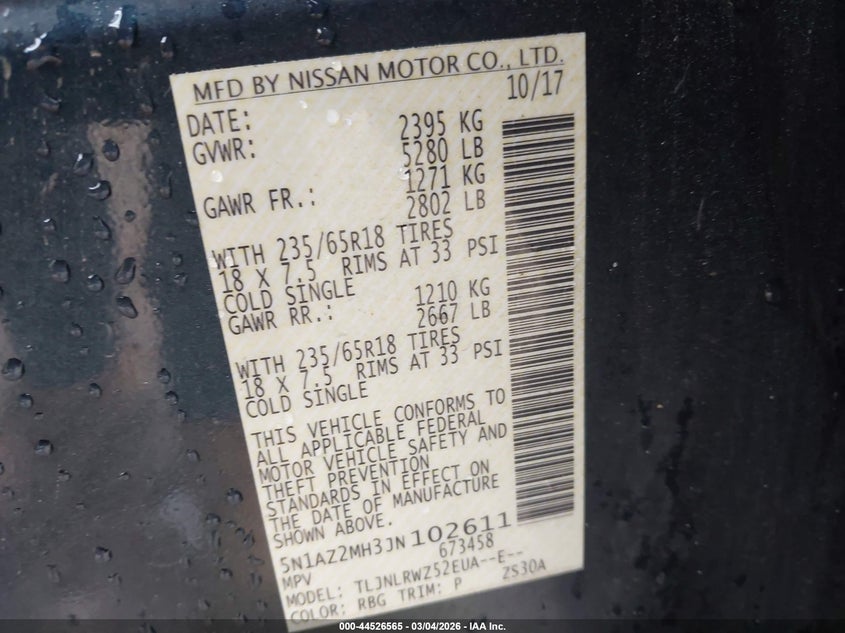 MFD BY NISSAN MOTOR CO., LTD.
DATE: 10/17
GVWR: 2395 KG
5280 LB
GAWR FR.: 1271 KG
2802 LB
WITH 235/65R18 TIRES
18 X 7.5 RIMS AT 33 PSI
COLD SINGLE
GAWR RR.: 1210 KG
2667 LB
WITH 235/65R18 TIRES
18 X 7.5 RIMS AT 33 PSI
COLD SINGLE
THIS VEHICLE CONFORMS TO
ALL APPLICABLE FEDERAL
MOTOR VEHICLE SAFETY AND
THEFT PREVENTION
STANDARDS IN EFFECT ON
THE DATE OF MANUFACTURE
SHOWN ABOVE.
5N1AZ2MH3JN102611
MPV 673458
MODEL: TLJNLRWZ52EUA--E--
COLOR: RBG TRIM: P ZS30A
000-44526565 - 03/04/2026 - IAA Inc.